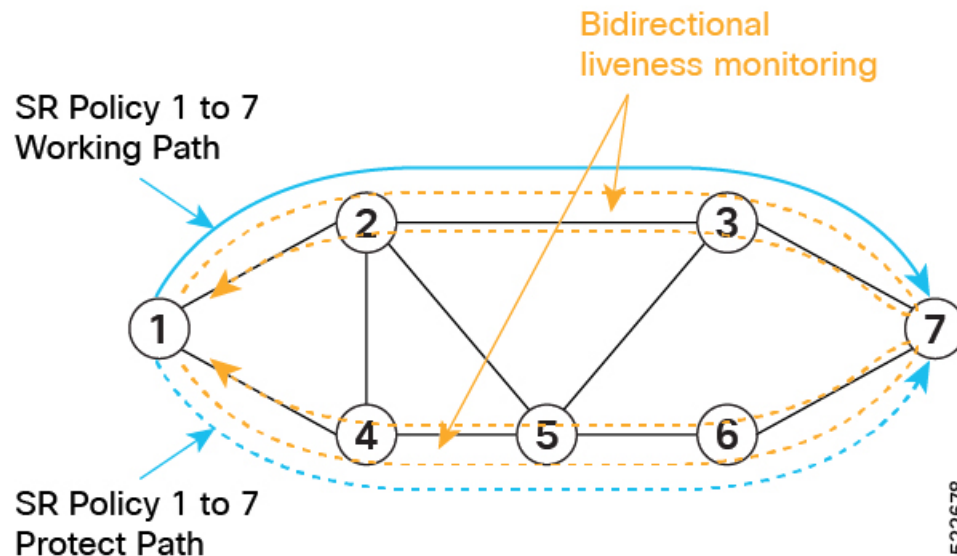 Bidirectional
liveness monitoring
SR Policy 1 to 7
Working Path
2
3
1
7
4
5
6
SR Policy 1 to 7
Protect Path
522678